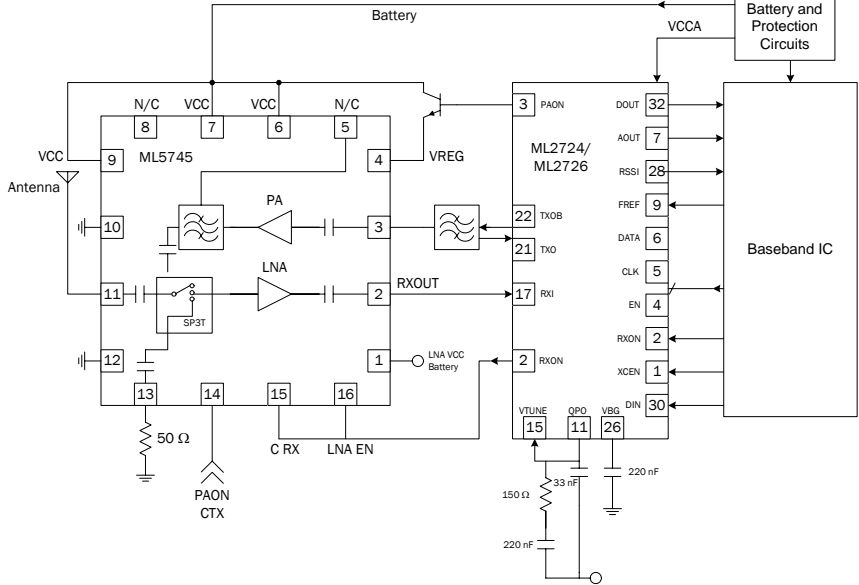 Battery
VCCA
Battery and
Protection
Circuits
N/C
VCC
VCC
N/C
8
7
6
5
VCC
9
ML5745
4
VREG
Antenna
PA
10
3
LNA
11
SP3T
2
RXOUT
12
1
LNA VCC
Battery
13
14
15
16
50 Ω
C RX
LNA EN
PAON
CTX
3
PAON
ML2724/
ML2726
22
TXOB
21
TXO
17
RXI
2
RXON
DOUT
32
AOUT
7
RSSI
28
FREF
9
DATA
6
CLK
5
EN
4
RXON
2
XCEN
1
DIN
30
VTUNE
QPO
VBG
15
11
26
150 Ω
33 nF
220 nF
220 nF
Baseband IC